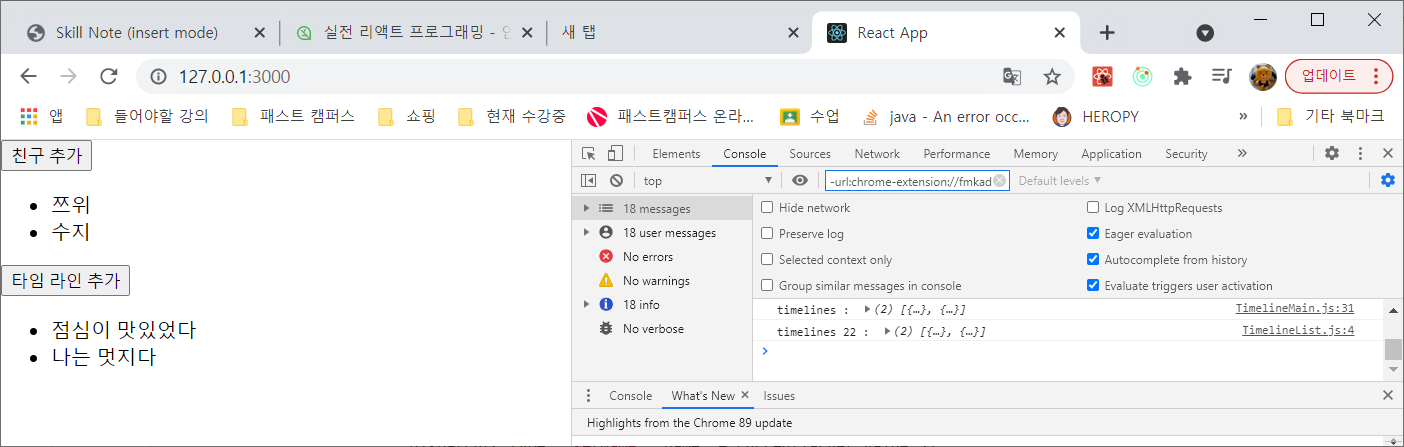 Skill Note (insert mode)
실전 리액트 프로그래밍 -
새 탭
React App
127.0.0.1:3000
업데이트
앱
들어야할 강의
패스트 캠퍼스
쇼핑
현재 수강중
패스트캠퍼스 온라...
수업
java - An error occ...
HEROPY
»
기타 북마크
친구 추가
• 쯔위
• 수지
타임 라인 추가
• 점심이 맛있었다
• 나는 멋지다
Elements Console Sources Network Performance Memory Application Security »
top
-url:chrome-extension://fmkad
Default levels
18 messages
18 user messages
No errors
No warnings
18 info
No verbose
Hide network
Log XMLHttpRequests
Preserve log
Eager evaluation
Selected context only
Autocomplete from history
Group similar messages in console
Evaluate triggers user activation
timelines : ▶(2) [{…}, {…}] TimelineMain.js:31
timelines 22 : ▶(2) [{…}, {…}] TimelineList.js:4
Console What's New Issues
Highlights from the Chrome 89 update